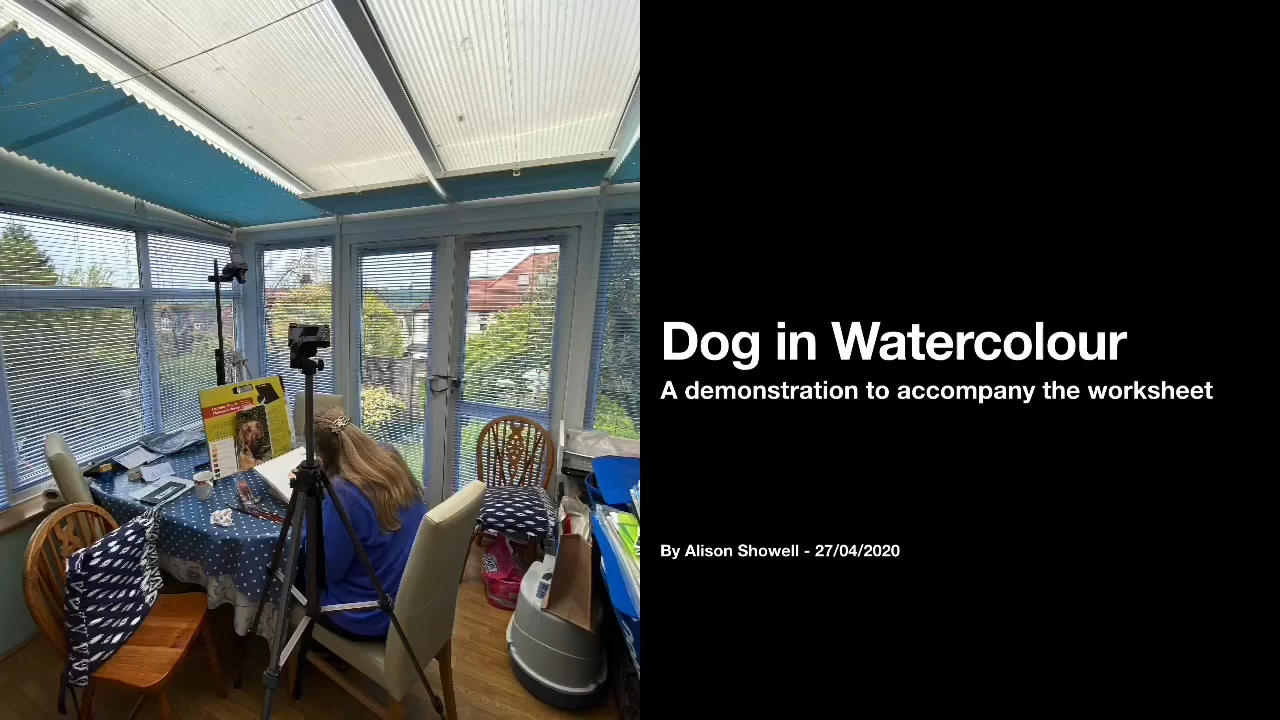 Dog in Watercolour
A demonstration to accompany the worksheet
By Alison Showell - 27/04/2020